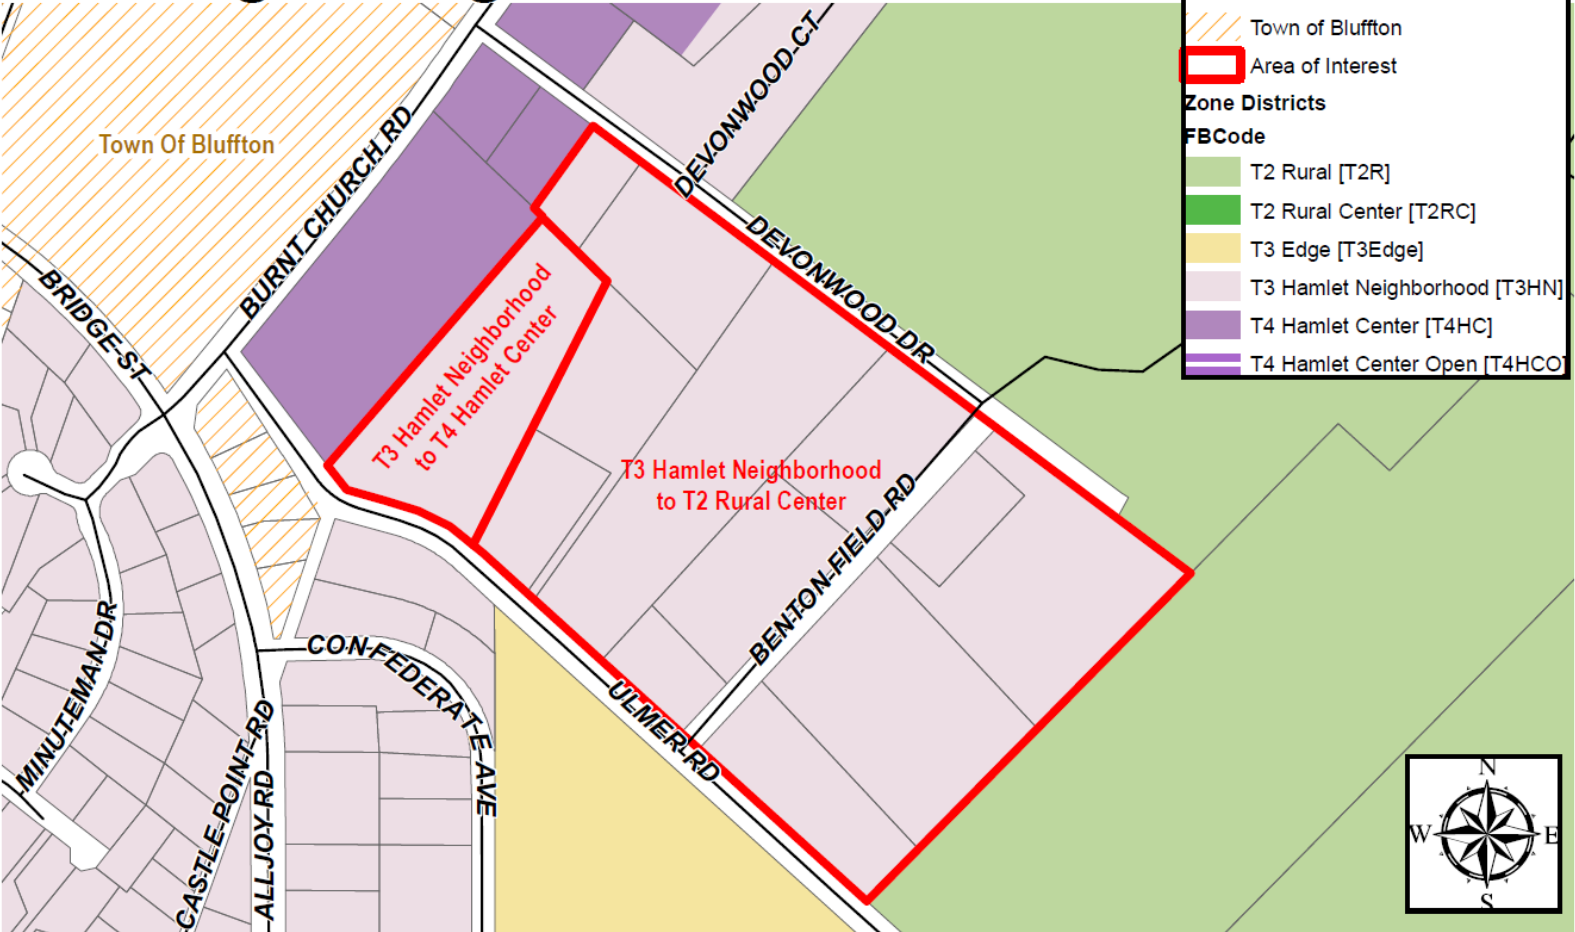 Town of Bluffton
Area of Interest
Zone Districts
FBCode
T2 Rural [T2R]
T2 Rural Center [T2RC]
T3 Edge [T3Edge]
T3 Hamlet Neighborhood [T3HN]
T4 Hamlet Center [T4HC]
T4 Hamlet Center Open [T4HCO]
Town Of Bluffton
BURNT CHURCH RD
BRIDGE ST
DEVONWOOD CT
DEVONWOOD DR
T3 Hamlet Neighborhood
to T4 Hamlet Center
T3 Hamlet Neighborhood
to T2 Rural Center
BENTON FIELD RD
ULMER RD
CONFEDERATE AVE
MINUTEMAN DR
CASTLE POINT RD
ALLJOY RD
N
W
E
S